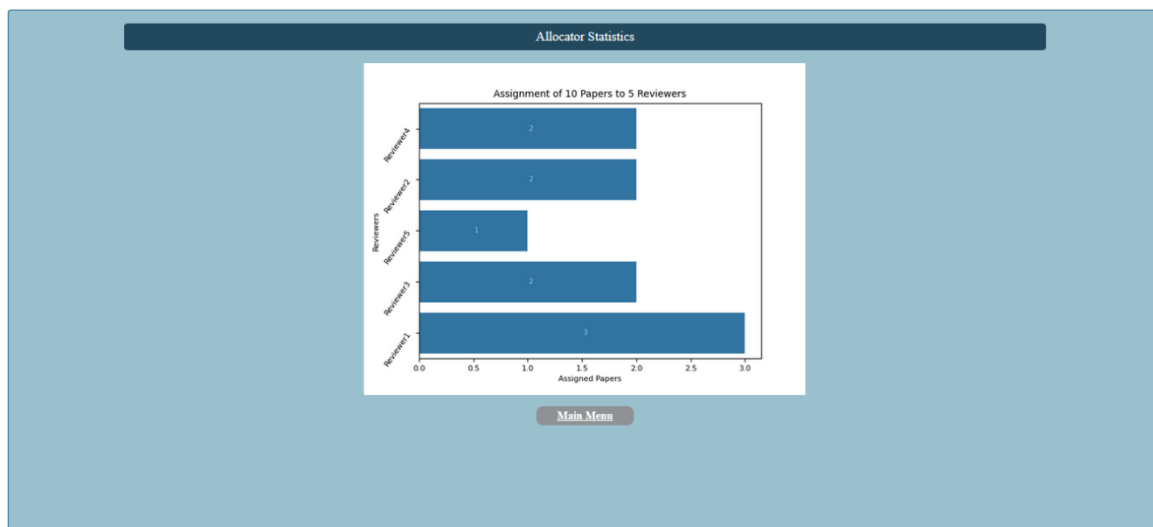 Allocator Statistics
Assignment of 10 Papers to 5 Reviewers
Reviewers
Reviewer4
2
Reviewer2
2
Reviewer5
1
Reviewer3
2
Reviewer1
3
0.0 0.5 1.0 1.5 2.0 2.5 3.0
Assigned Papers
Main Menu